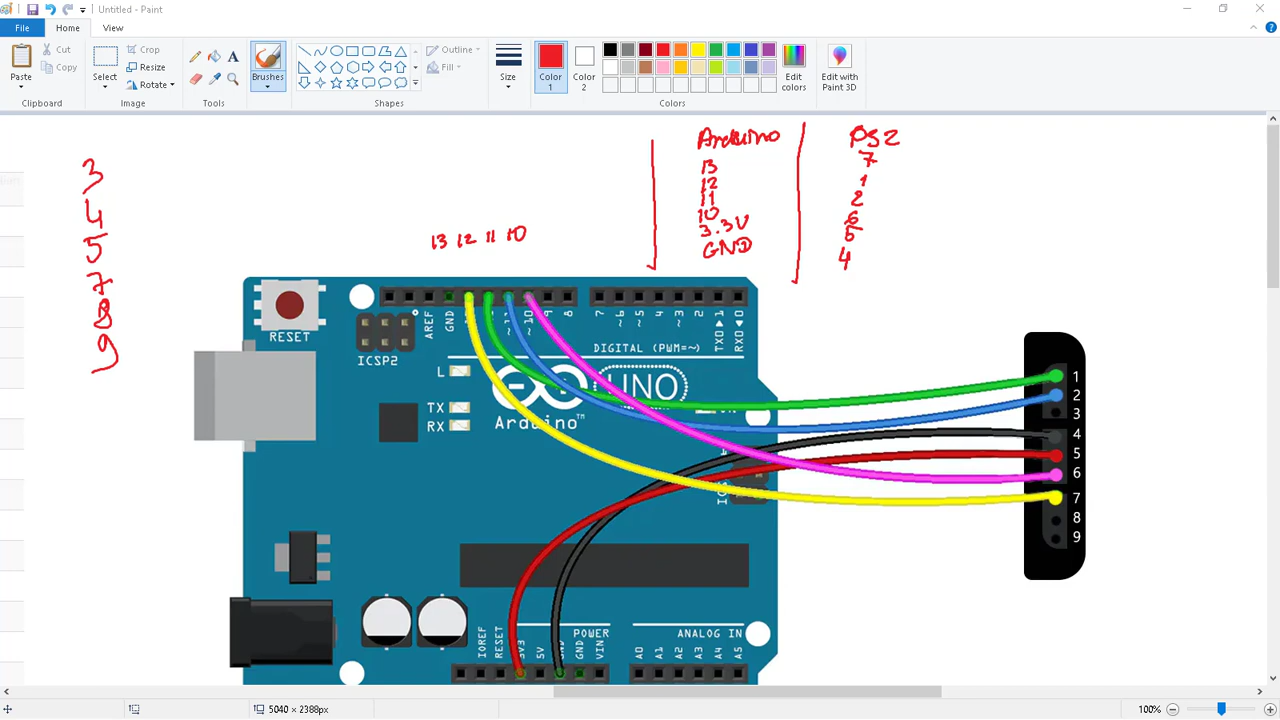 Untitled - Paint
File
Home
View
Paste
Cut
Copy
Clipboard
Select
Crop
Resize
Rotate
Image
A
Tools
Brushes
Outline
Fill
Shapes
Size
Color
1
Color
2
Edit
colors
Edit with
Paint 3D
Colors
Arduino PS2
13 7
12 1
11 2
10 6
3.3V 5
GND 4
3
4
5
7
8
9
13 12 11 10
RESET
ICSP2
AREF
GND
~11
~10
9
8
7
~6
~5
4
~3
2
TX0 ▶ 1
RX0 ◀ 0
DIGITAL (PWM=~)
L
TX
RX
UNO
Arduino™
1
2
3
4
5
6
7
8
9
IOREF
RESET
3V3
5V
GND
GND
VIN
POWER
ANALOG IN
A0
A1
A2
A3
A4
A5
5040 × 2388px
100%